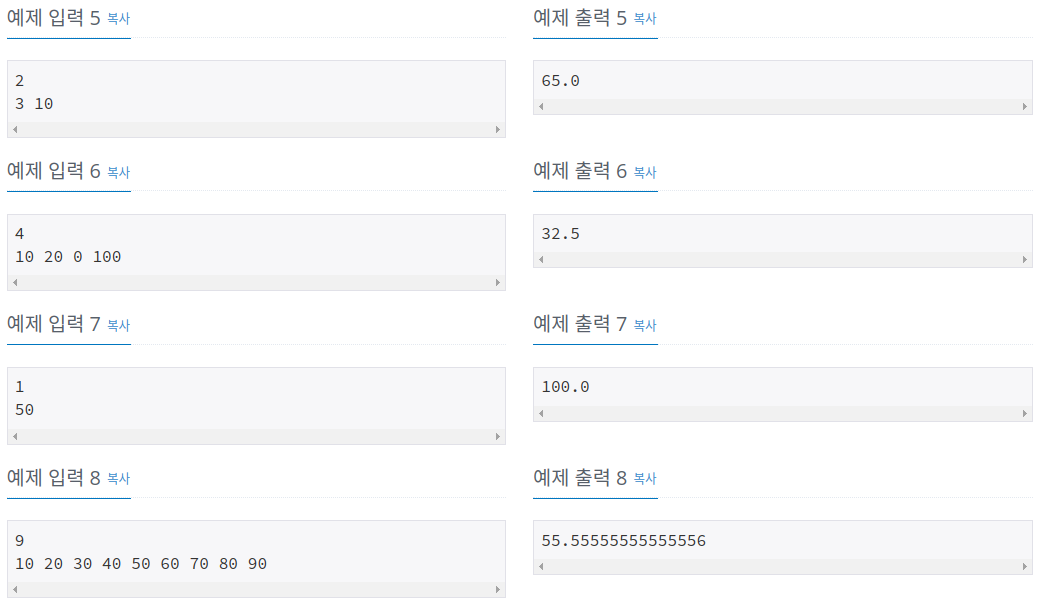 예제 입력 5 복사
2
3 10
예제 출력 5 복사
65.0
예제 입력 6 복사
4
10 20 0 100
예제 출력 6 복사
32.5
예제 입력 7 복사
1
50
예제 출력 7 복사
100.0
예제 입력 8 복사
9
10 20 30 40 50 60 70 80 90
예제 출력 8 복사
55.55555555555556